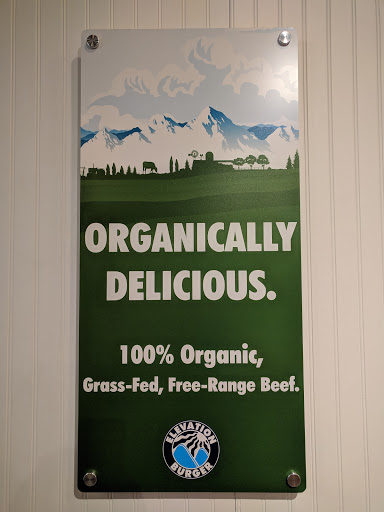 ORGANICALLY
DELICIOUS.
100% Organic,
Grass-Fed, Free-Range Beef.
ELEVATION
BURGER